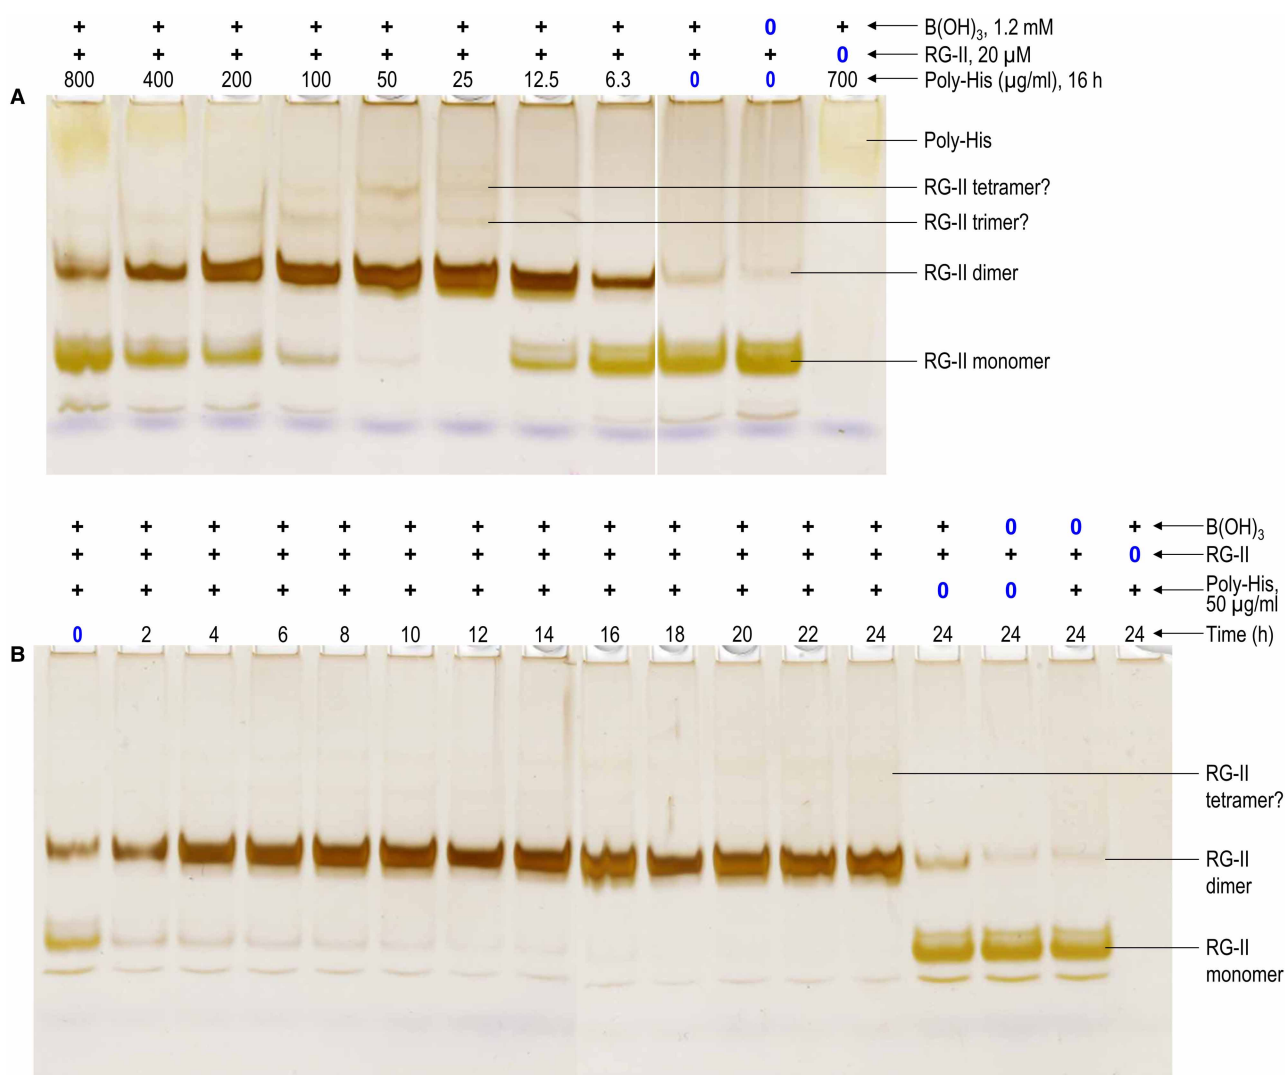 + + + + + + + + + 0 + B(OH)₃, 1.2 mM
+ + + + + + + + + + 0 RG-II, 20 µM
800 400 200 100 50 25 12.5 6.3 0 0 700 Poly-His (µg/ml), 16 h
A
Poly-His
RG-II tetramer?
RG-II trimer?
RG-II dimer
RG-II monomer
+ + + + + + + + + + + + + + 0 0 + B(OH)₃
+ + + + + + + + + + + + + + + + 0 RG-II
+ + + + + + + + + + + + + 0 0 + + Poly-His,
50 µg/ml
0 2 4 6 8 10 12 14 16 18 20 22 24 24 24 24 24 Time (h)
B
RG-II
tetramer?
RG-II
dimer
RG-II
monomer